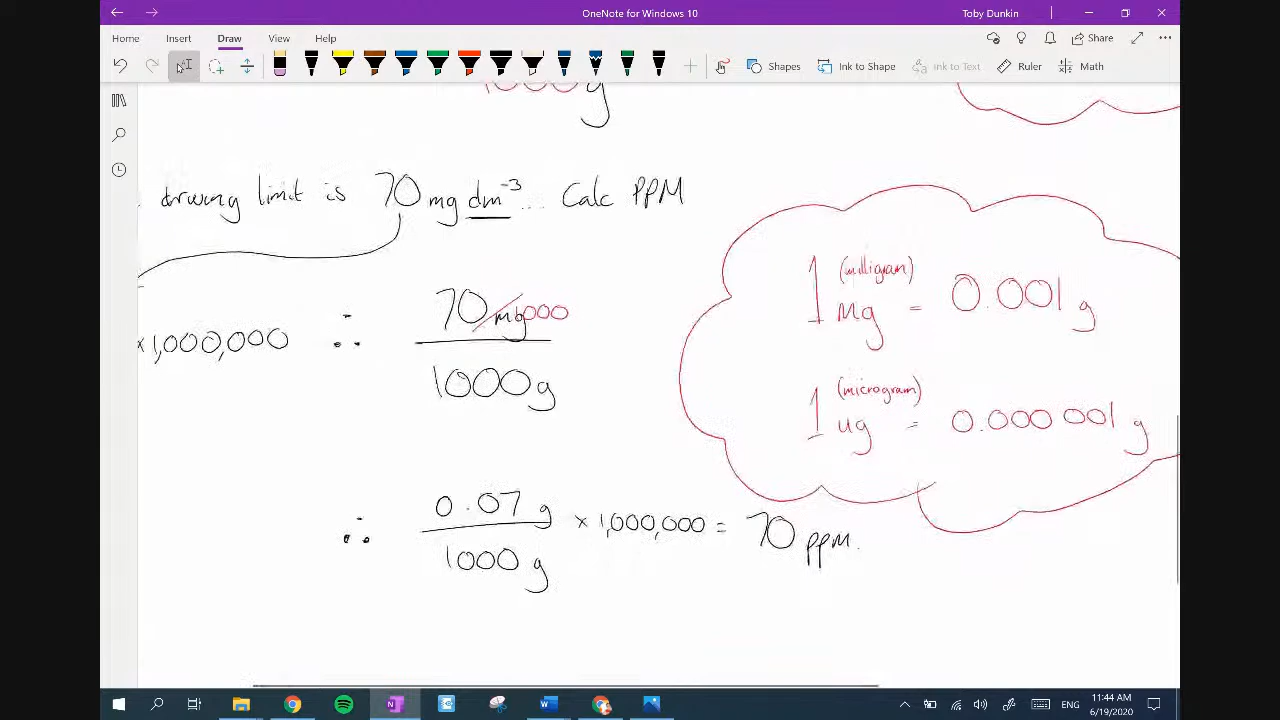 OneNote for Windows 10
Toby Dunkin
Home Insert Draw View Help
Share
Shapes
Ink to Shape
Ink to Text
Ruler
Math
1000g
driving limit is 70 mg dm⁻³... Calc PPM
x1,000,000 ∴ 70 mg 000
1000g
1 (milligram) Mg = 0.001 g
1 (microgram) ug = 0.000 001 g
∴ 0.07 g x 1,000,000 = 70 ppm.
1000 g
ENG
11:44 AM
6/19/2020